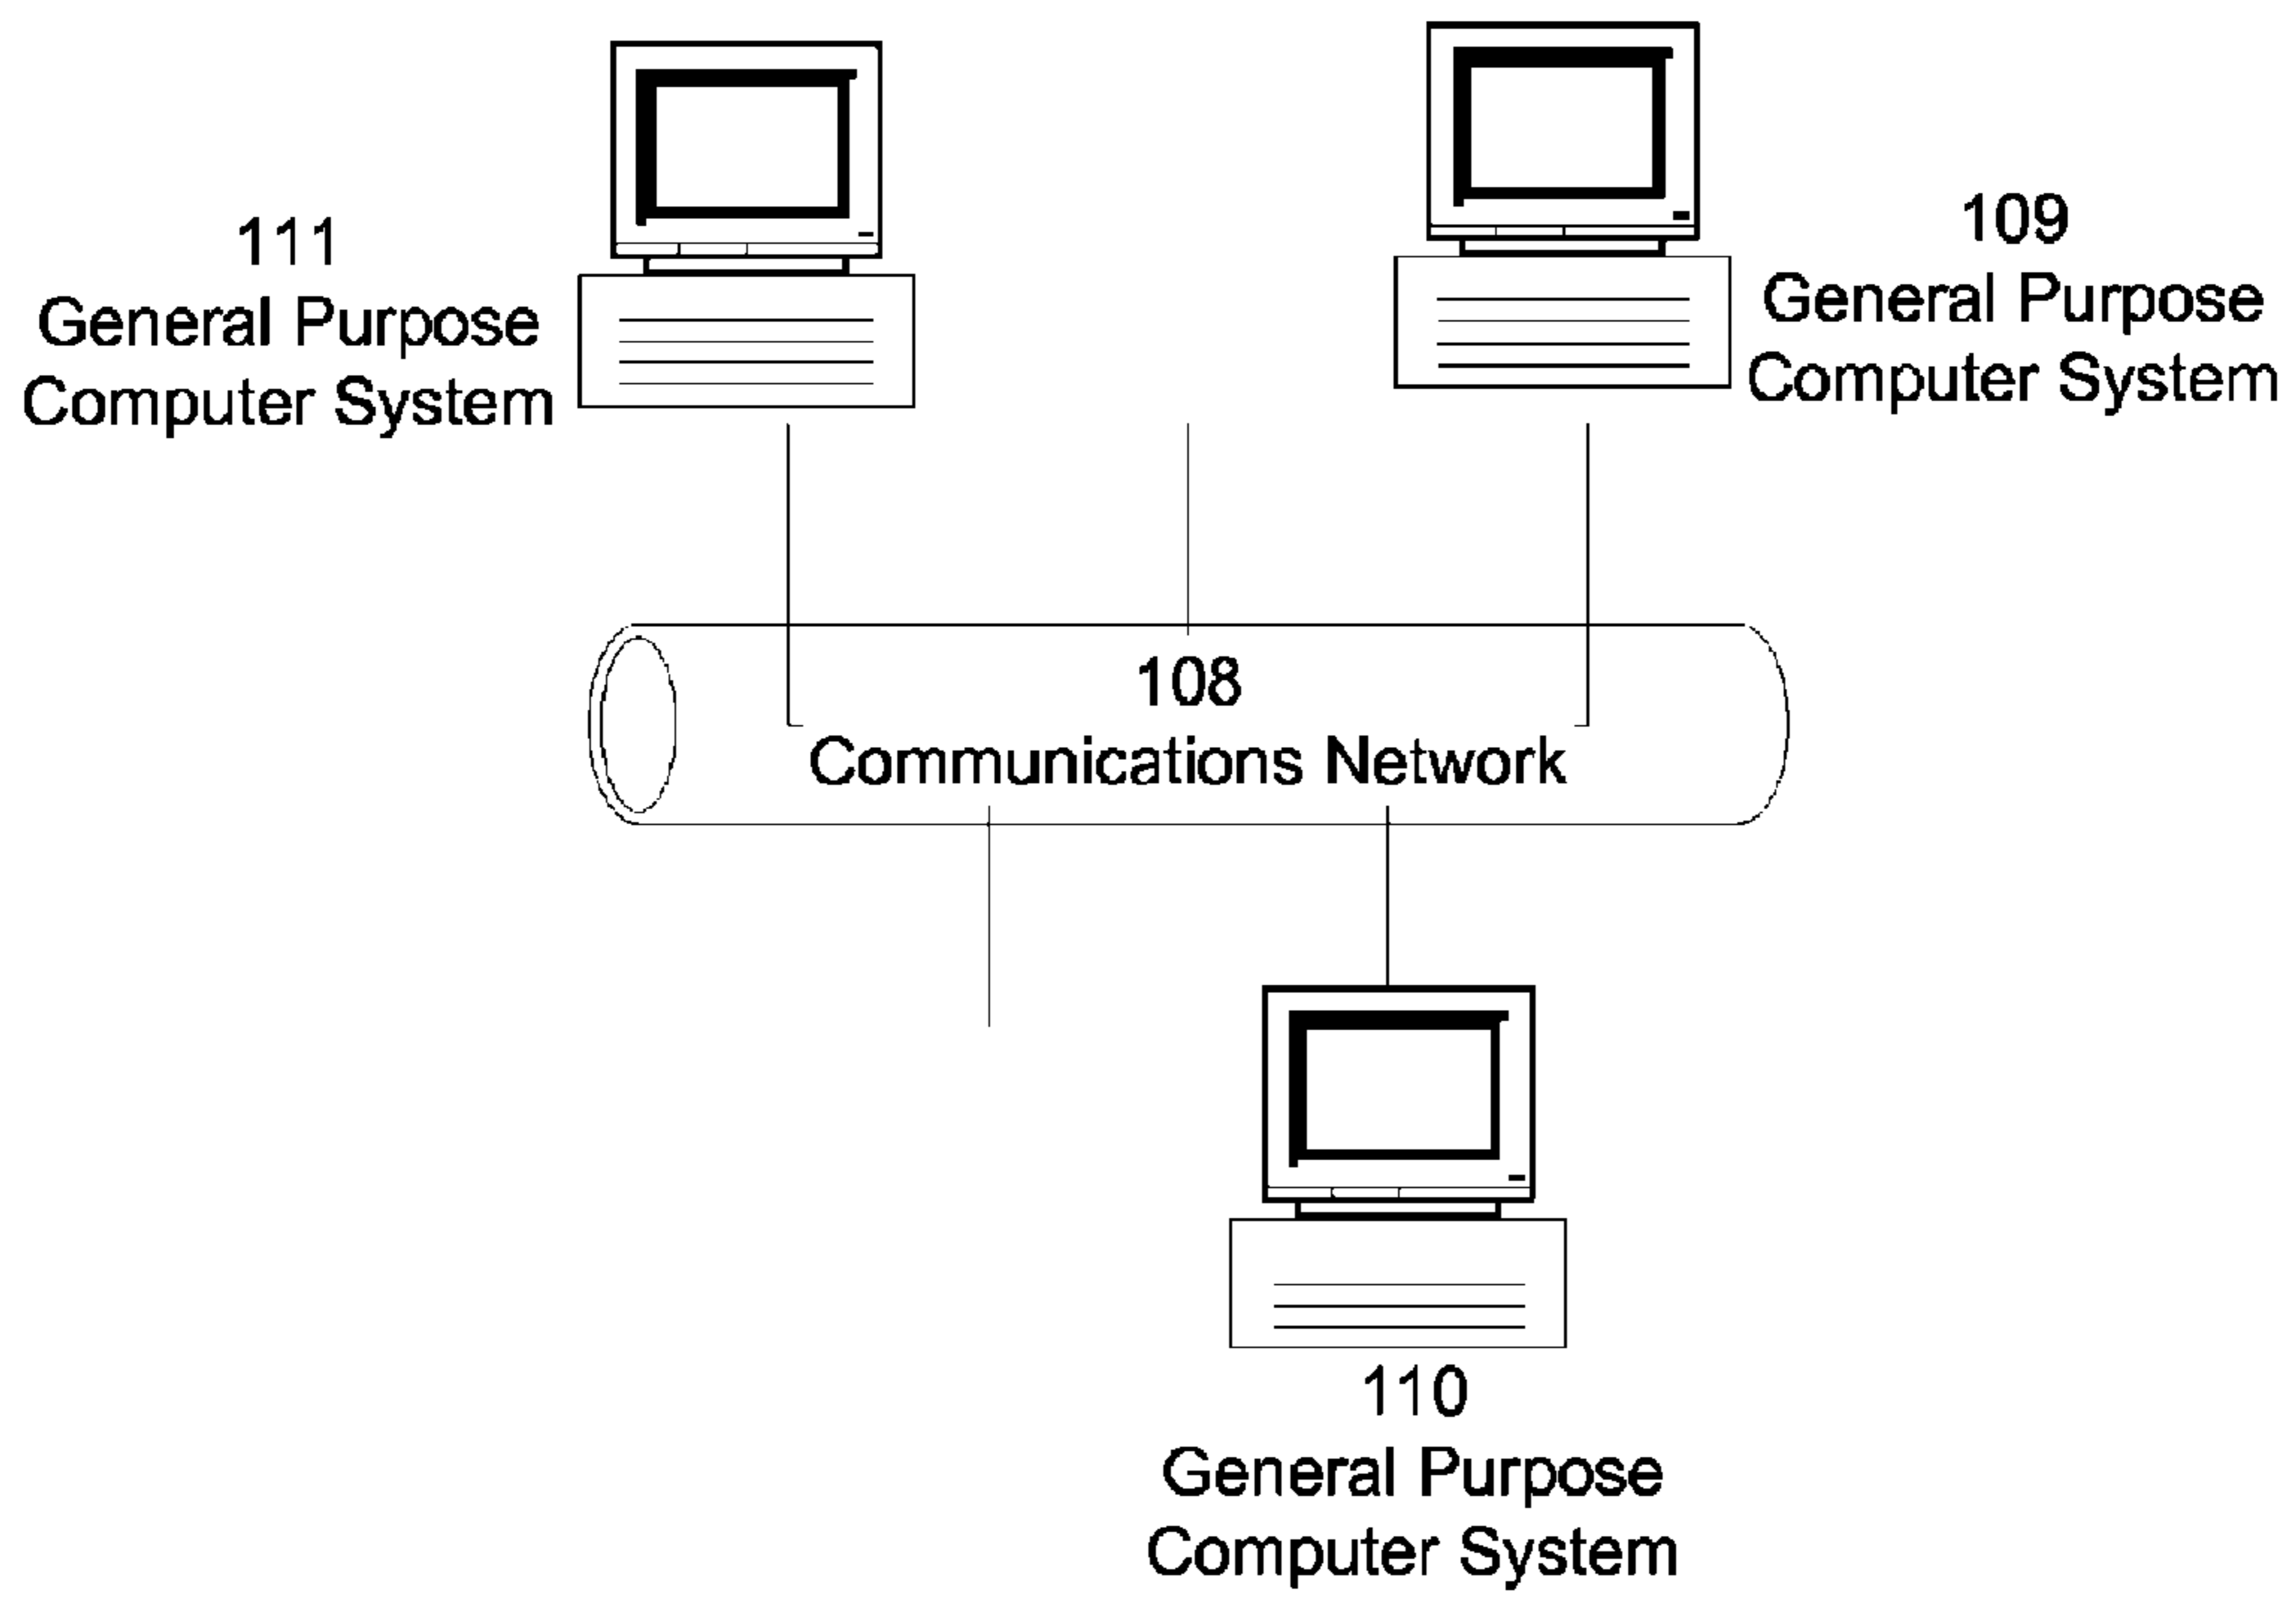 111
General Purpose
Computer System
109
General Purpose
Computer System
108
Communications Network
110
General Purpose
Computer System